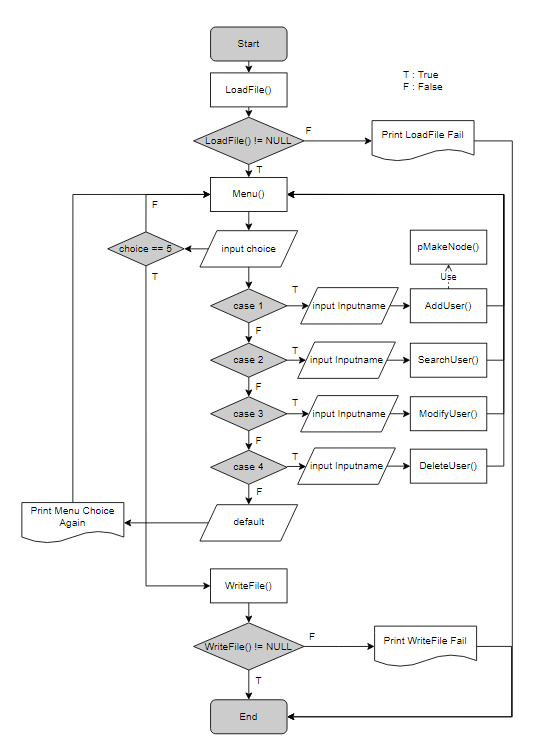 Start
LoadFile()
T : True
F : False
LoadFile() != NULL
F
Print LoadFile Fail
T
Menu()
F
choice == 5
input choice
pMakeNode()
Use
T
case 1
T
input Inputname
AddUser()
F
case 2
T
input Inputname
SearchUser()
F
case 3
T
input Inputname
ModifyUser()
F
case 4
T
input Inputname
DeleteUser()
F
Print Menu Choice
Again
default
WriteFile()
WriteFile() != NULL
F
Print WriteFile Fail
T
End